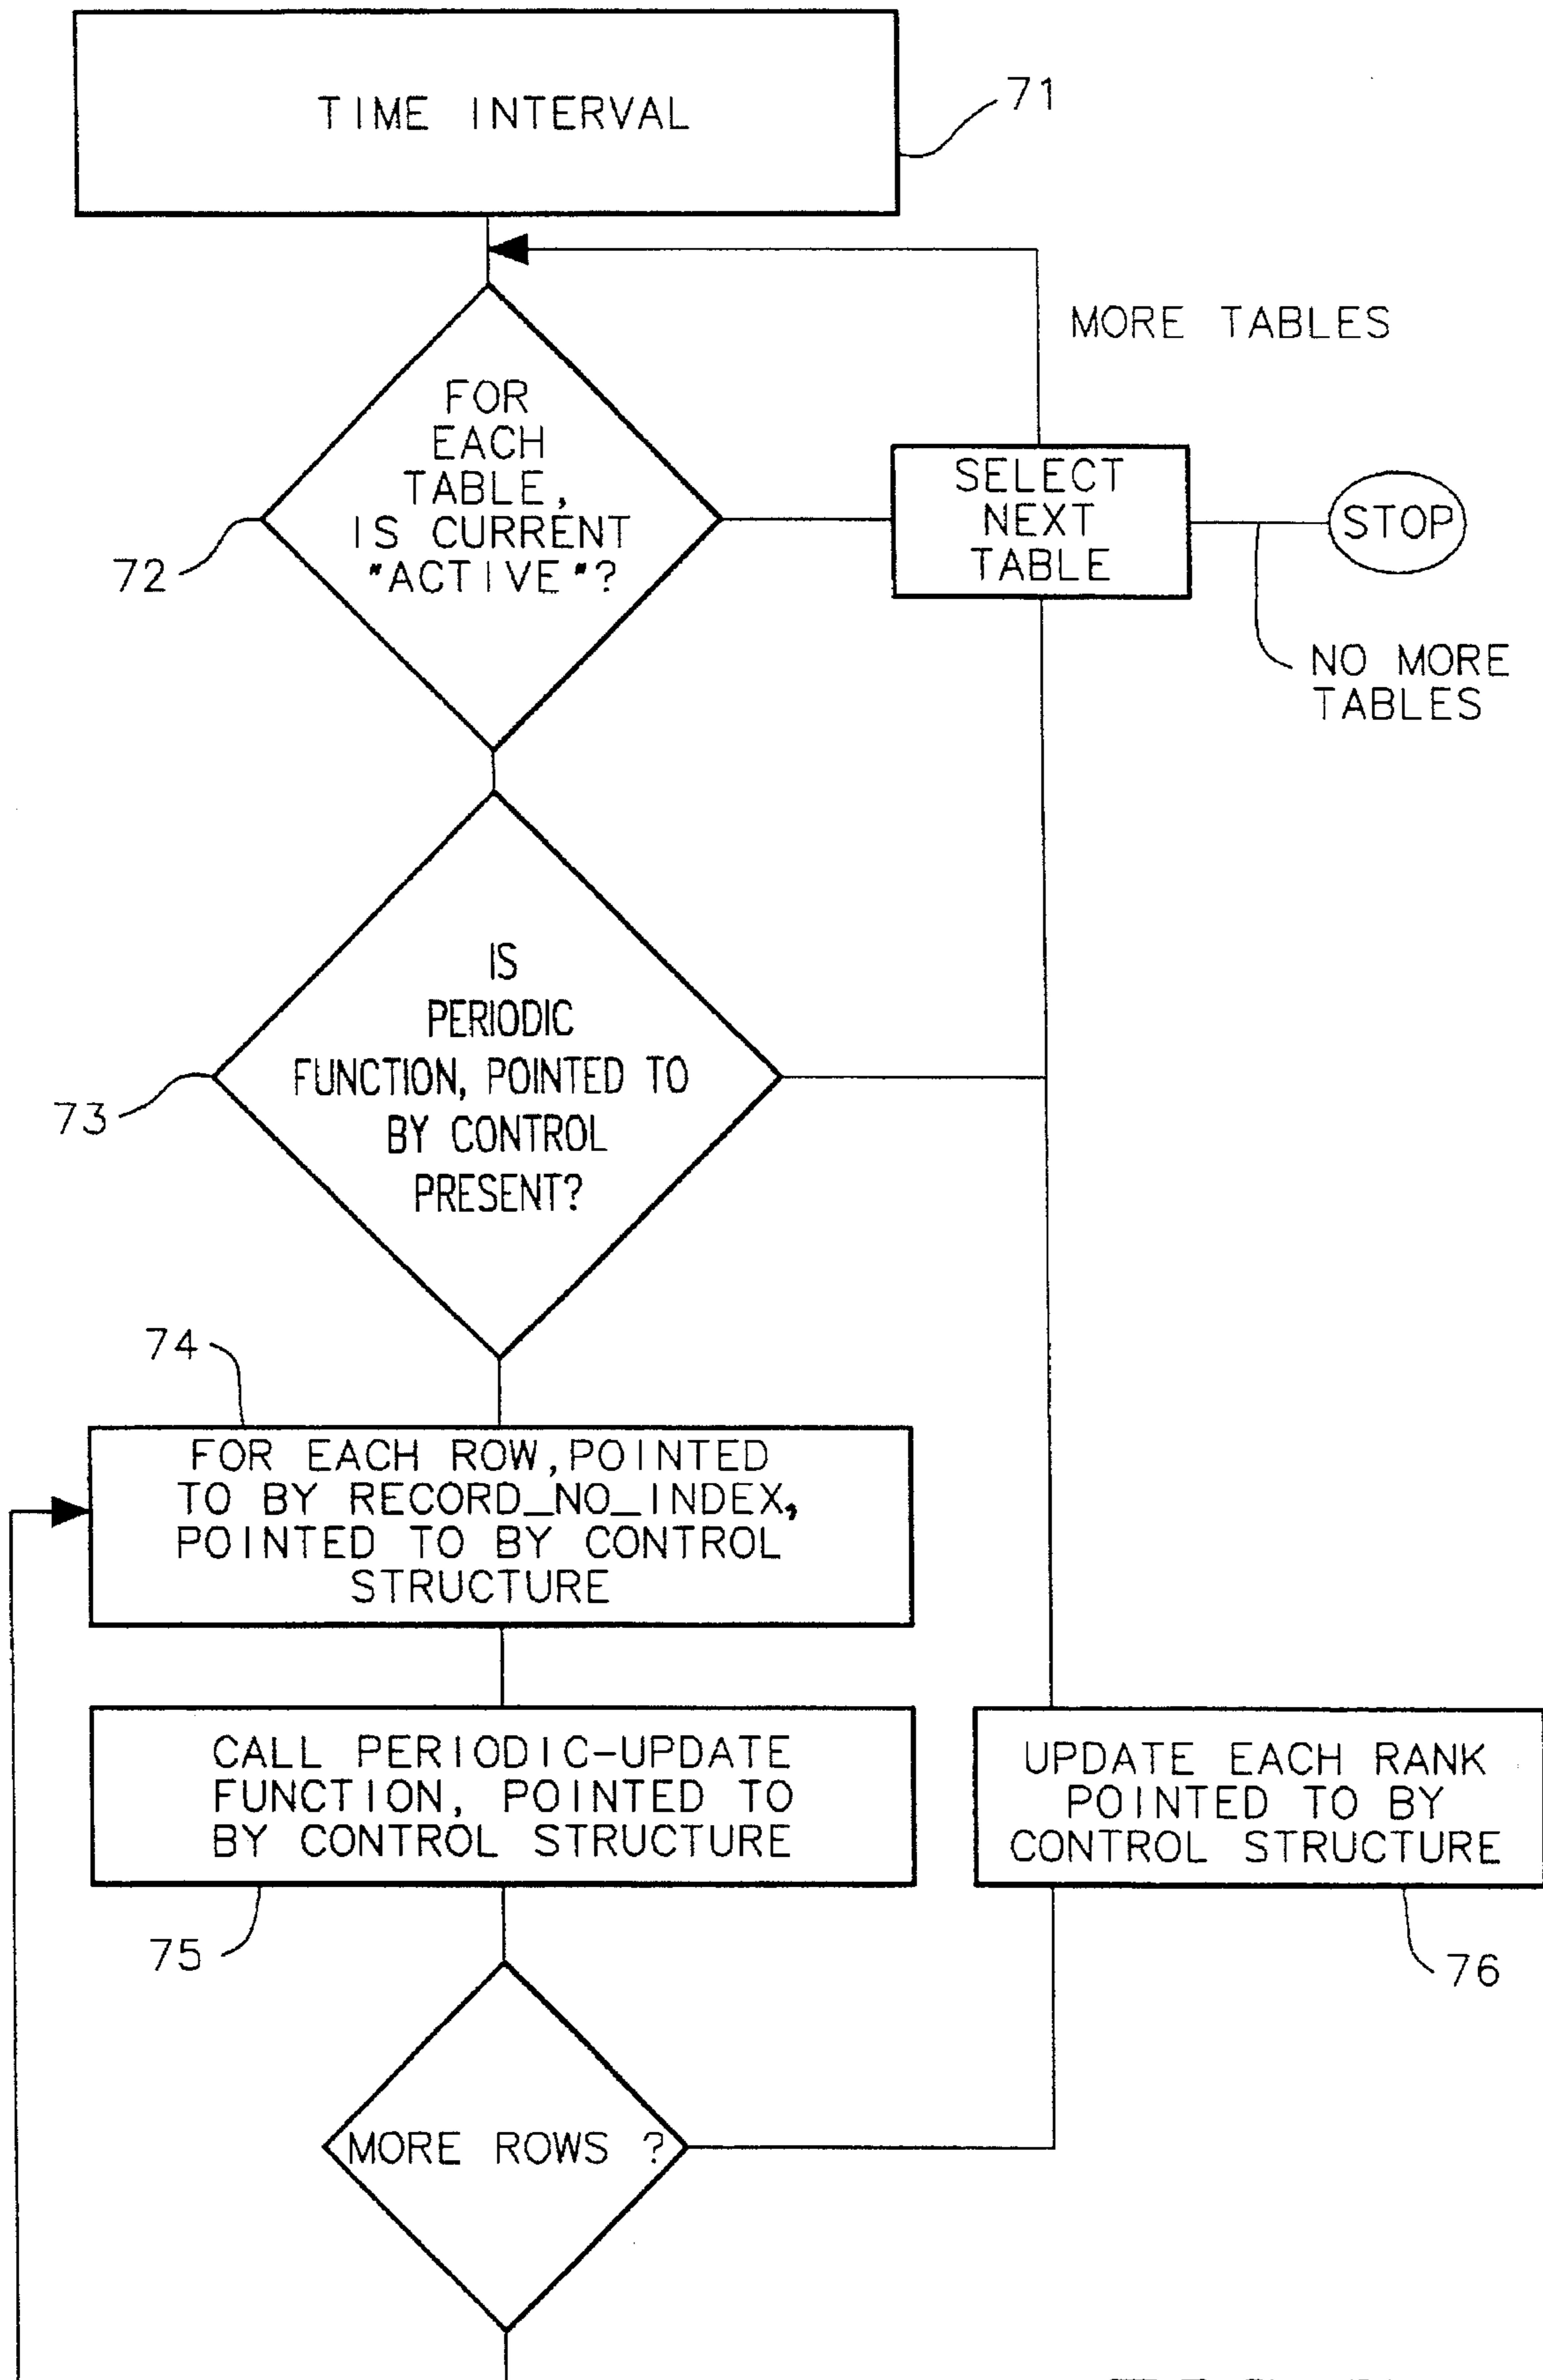 TIME INTERVAL
71
MORE TABLES
FOR
EACH
TABLE,
IS CURRENT
"ACTIVE"?
72
SELECT
NEXT
TABLE
STOP
NO MORE
TABLES
IS
PERIODIC
FUNCTION, POINTED TO
BY CONTROL
PRESENT?
73
74
FOR EACH ROW, POINTED
TO BY RECORD_NO_INDEX,
POINTED TO BY CONTROL
STRUCTURE
CALL PERIODIC-UPDATE
FUNCTION, POINTED TO
BY CONTROL STRUCTURE
75
UPDATE EACH RANK
POINTED TO BY
CONTROL STRUCTURE
76
MORE ROWS ?